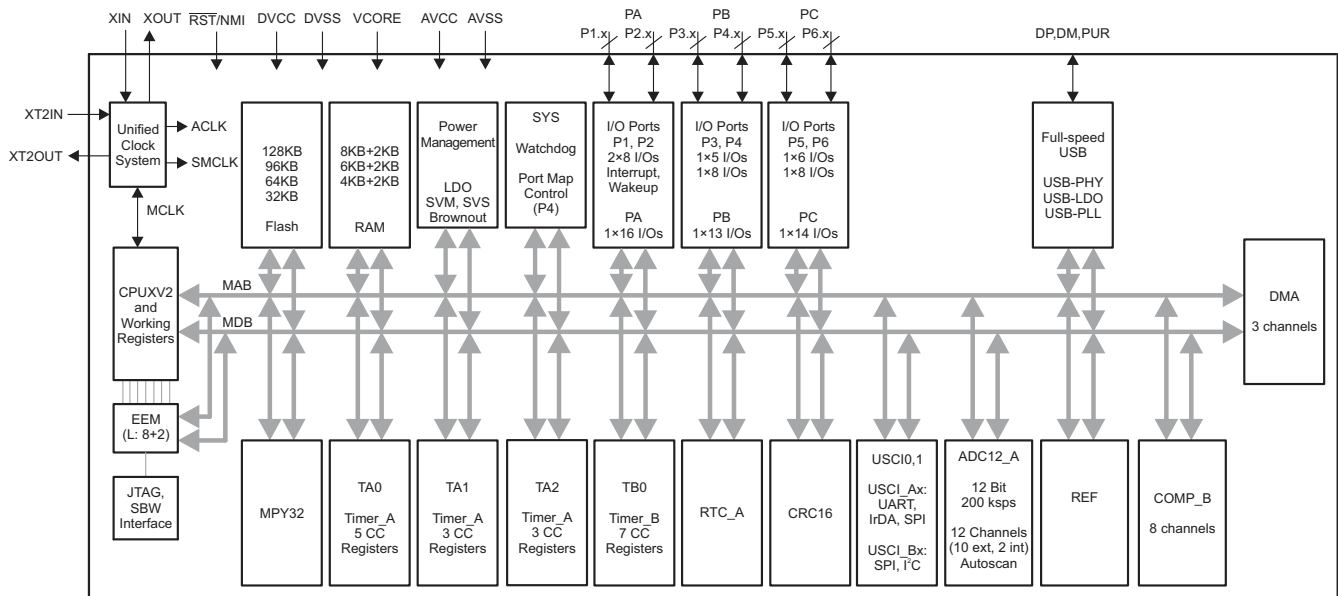 XIN
XOUT
RST/NMI
DVCC
DVSS
VCORE
AVCC
AVSS
PA
P1.x
P2.x
PB
P3.x
P4.x
PC
P5.x
P6.x
DP,DM,PUR
XT2IN
XT2OUT
Unified
Clock
System
ACLK
SMCLK
MCLK
128KB
96KB
64KB
32KB
Flash
8KB+2KB
6KB+2KB
4KB+2KB
RAM
Power
Management
LDO
SVM, SVS
Brownout
SYS
Watchdog
Port Map
Control
(P4)
I/O Ports
P1, P2
2×8 I/Os
Interrupt,
Wakeup
PA
1×16 I/Os
I/O Ports
P3, P4
1×5 I/Os
1×8 I/Os
PB
1×13 I/Os
I/O Ports
P5, P6
1×6 I/Os
1×8 I/Os
PC
1×14 I/Os
Full-speed
USB
USB-PHY
USB-LDO
USB-PLL
CPUXV2
and
Working
Registers
MAB
MDB
DMA
3 channels
EEM
(L: 8+2)
JTAG,
SBW
Interface
MPY32
TA0
Timer_A
5 CC
Registers
TA1
Timer_A
3 CC
Registers
TA2
Timer_A
3 CC
Registers
TB0
Timer_B
7 CC
Registers
RTC_A
CRC16
USCI0,1
USCI_Ax:
UART,
IrDA, SPI
USCI_Bx:
SPI, I²C
ADC12_A
12 Bit
200 ksps
12 Channels
(10 ext, 2 int)
Autoscan
REF
COMP_B
8 channels